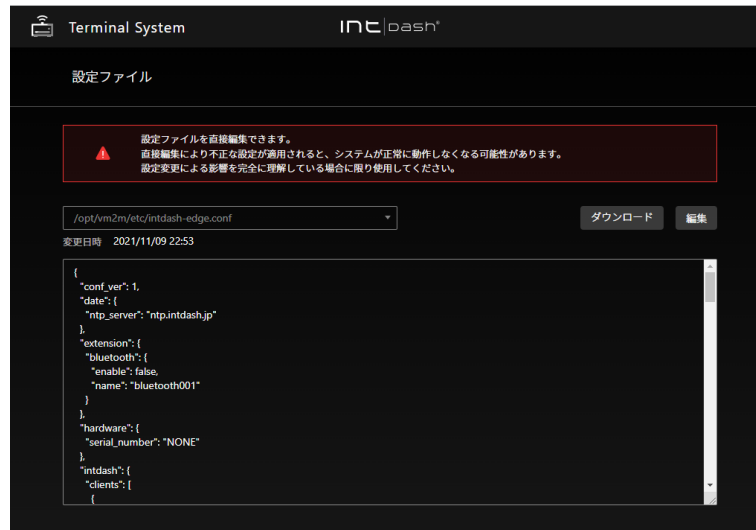 Terminal System
intdash®
設定ファイル
設定ファイルを直接編集できます。
直接編集により不正な設定が適用されると、システムが正常に動作しなくなる可能性があります。
設定変更による影響を完全に理解している場合に限り使用してください。
/opt/vm2m/etc/intdash-edge.conf
ダウンロード
編集
変更日時 2021/11/09 22:53
{
"conf_ver": 1,
"date": {
"ntp_server": "ntp.intdash.jp"
},
"extension": {
"bluetooth": {
"enable": false,
"name": "bluetooth001"
}
},
"hardware": {
"serial_number": "NONE"
},
"intdash": {
"clients": [
{